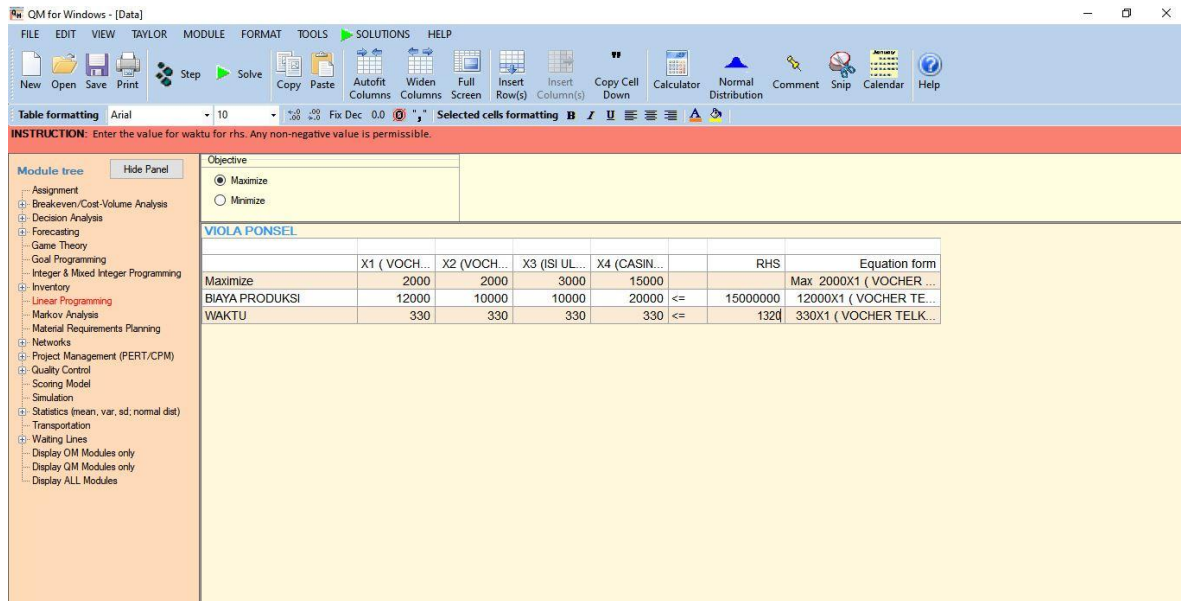 QM for Windows - [Data]
FILE EDIT VIEW TAYLOR MODULE FORMAT TOOLS SOLUTIONS HELP
New Open Save Print Step Solve Copy Paste Autofit Columns Widen Columns Full Screen Insert Row(s) Insert Column(s) Copy Cell Down Calculator Normal Distribution Comment Snip Calendar Help
Table formatting Arial 10 Fix Dec 0.0 "," Selected cells formatting B I U A
INSTRUCTION: Enter the value for waktu for rhs. Any non-negative value is permissible.
Module tree Hide Panel
Assignment
Breakeven/Cost-Volume Analysis
Decision Analysis
Forecasting
Game Theory
Goal Programming
Integer & Mixed Integer Programming
Inventory
Linear Programming
Markov Analysis
Material Requirements Planning
Networks
Project Management (PERT/CPM)
Quality Control
Scoring Model
Simulation
Statistics (mean, var, sd; normal dist)
Transportation
Waiting Lines
Display OM Modules only
Display QM Modules only
Display ALL Modules
Objective
Maximize
Minimize
VIOLA PONSEL
X1 ( VOCH... X2 (VOCH... X3 (ISI UL... X4 (CASIN... RHS Equation form
Maximize 2000 2000 3000 15000 Max 2000X1 ( VOCHER ...
BIAYA PRODUKSI 12000 10000 10000 20000 <= 15000000 12000X1 ( VOCHER TE...
WAKTU 330 330 330 330 <= 1320 330X1 ( VOCHER TELK...